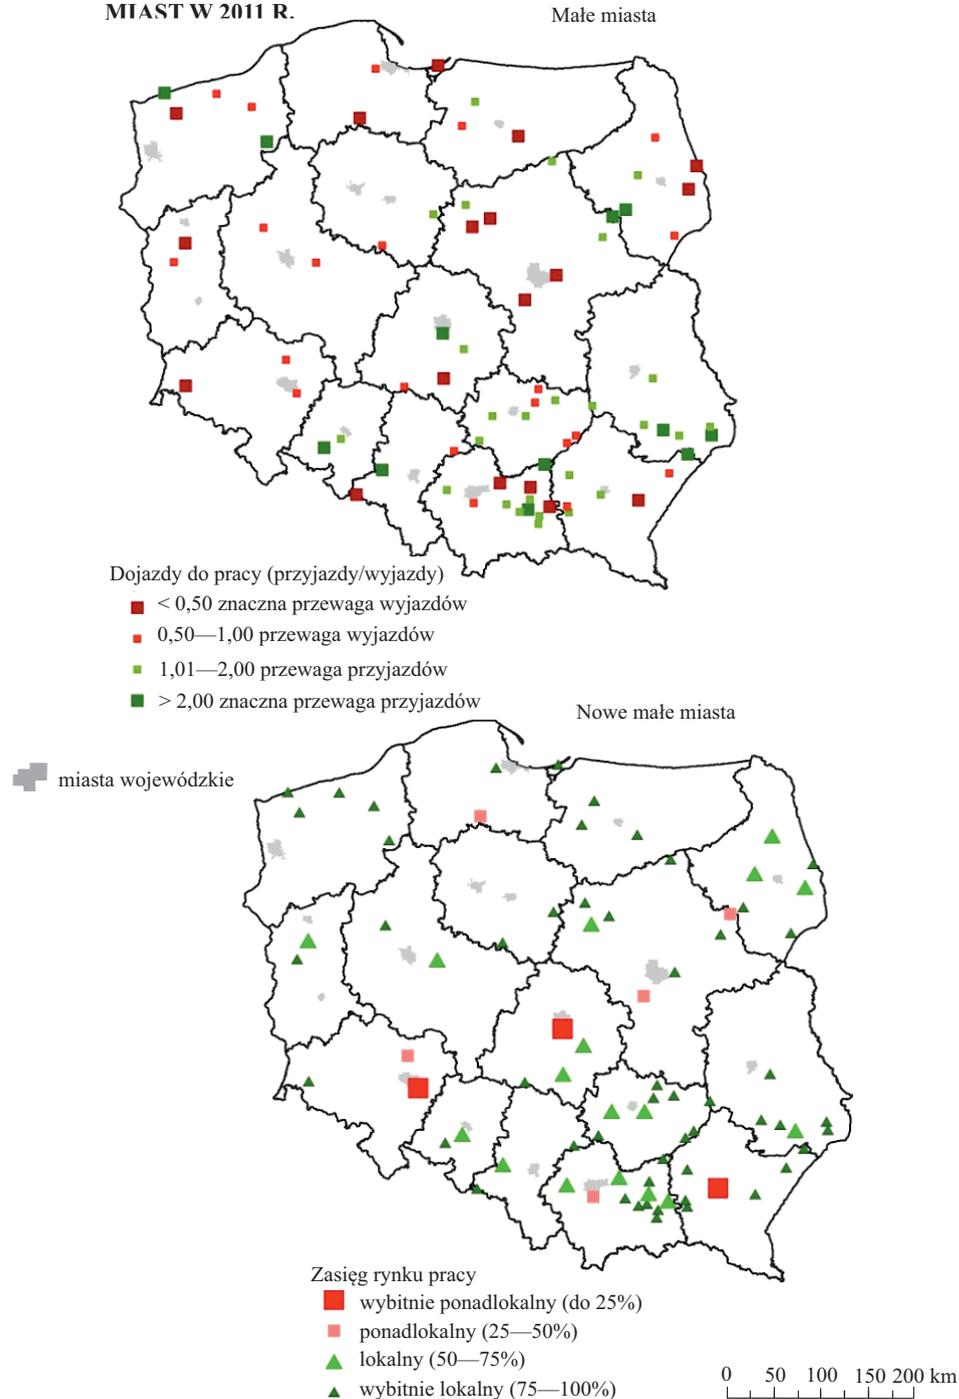 MIAST W 2011 R.
Małe miasta
Dojazdy do pracy (przyjazdy/wyjazdy)
< 0,50 znaczna przewaga wyjazdów
0,50—1,00 przewaga wyjazdów
1,01—2,00 przewaga przyjazdów
> 2,00 znaczna przewaga przyjazdów
Nowe małe miasta
miasta wojewódzkie
Zasięg rynku pracy
wybitnie ponadlokalny (do 25%)
ponadlokalny (25—50%)
lokalny (50—75%)
wybitnie lokalny (75—100%)
0 50 100 150 200 km